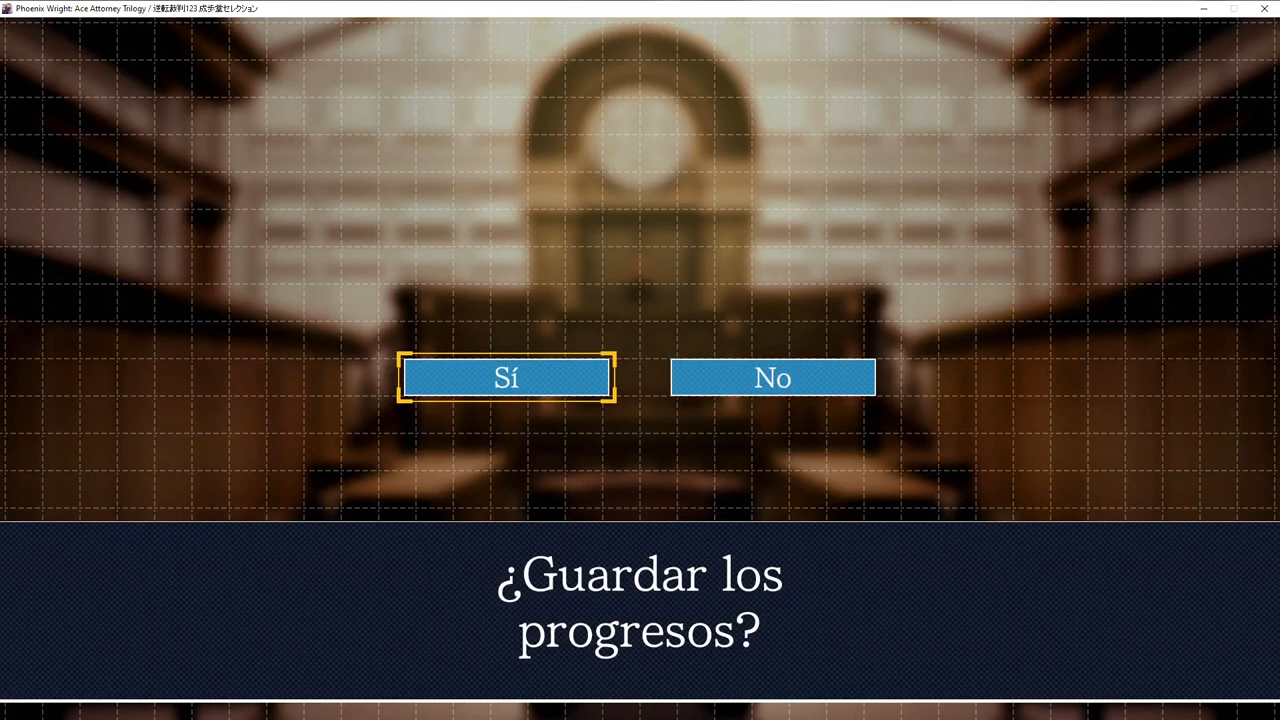 Phoenix Wright: Ace Attorney Trilogy / 逆転裁判123 成歩堂セレクション
Sí
No
¿Guardar los
progresos?